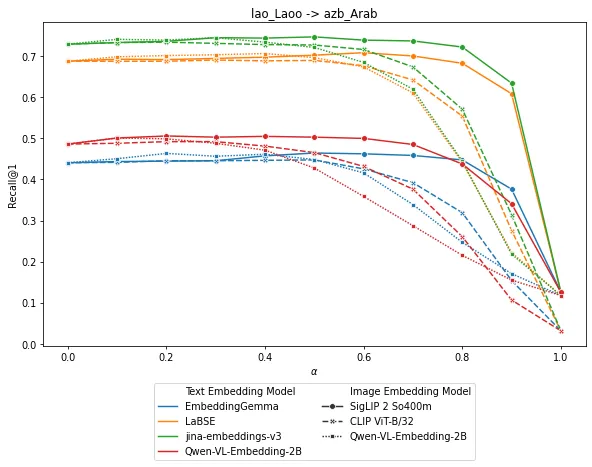 lao_Laoo -> azb_Arab
Recall@1
0.7
0.6
0.5
0.4
0.3
0.2
0.1
0.0
0.0 0.2 0.4 0.6 0.8 1.0
α
Text Embedding Model Image Embedding Model
EmbeddingGemma SigLIP 2 So400m
LaBSE CLIP ViT-B/32
jina-embeddings-v3 Qwen-VL-Embedding-2B
Qwen-VL-Embedding-2B